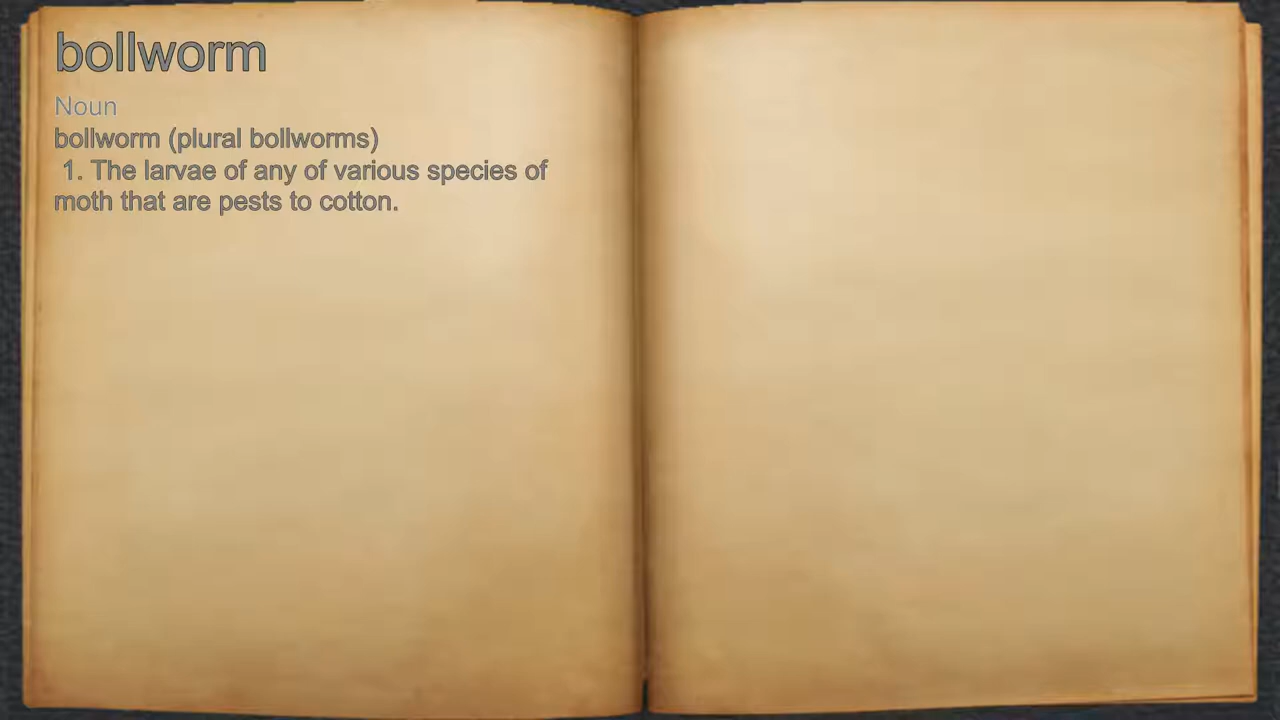 bollworm
Noun
bollworm (plural bollworms)
1. The larvae of any of various species of
moth that are pests to cotton.